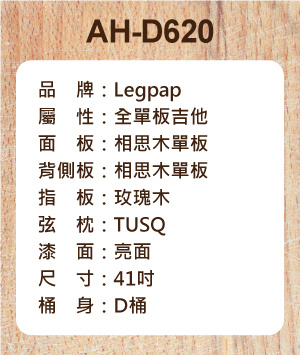 AH-D620
品　牌：Legpap
屬　性：全單板吉他
面　板：相思木單板
背側板：相思木單板
指　板：玫瑰木
弦　枕：TUSQ
漆　面：亮面
尺　寸：41吋
桶　身：D桶